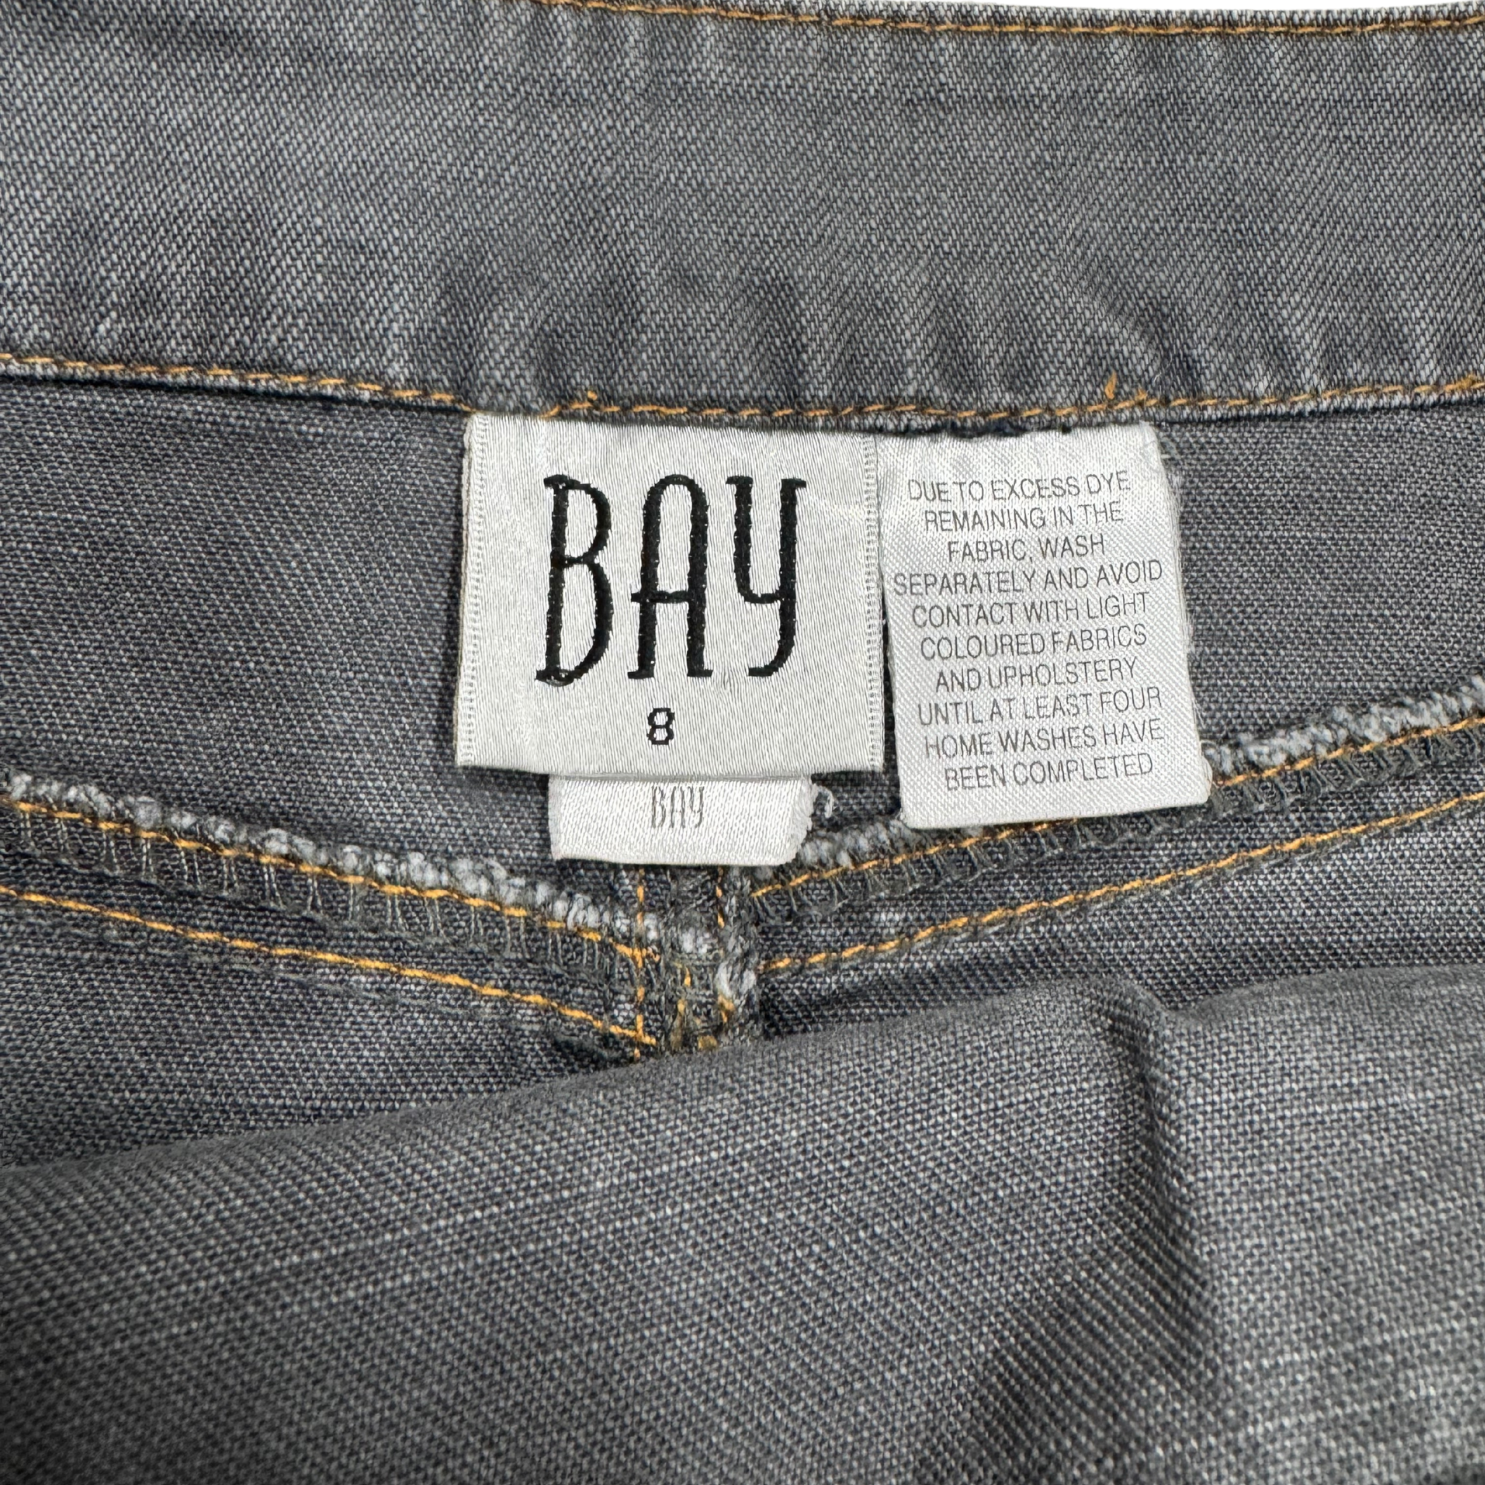 BAY
8
BAY
DUE TO EXCESS DYE
REMAINING IN THE
FABRIC, WASH
SEPARATELY AND AVOID
CONTACT WITH LIGHT
COLOURED FABRICS
AND UPHOLSTERY
UNTIL AT LEAST FOUR
HOME WASHES HAVE
BEEN COMPLETED